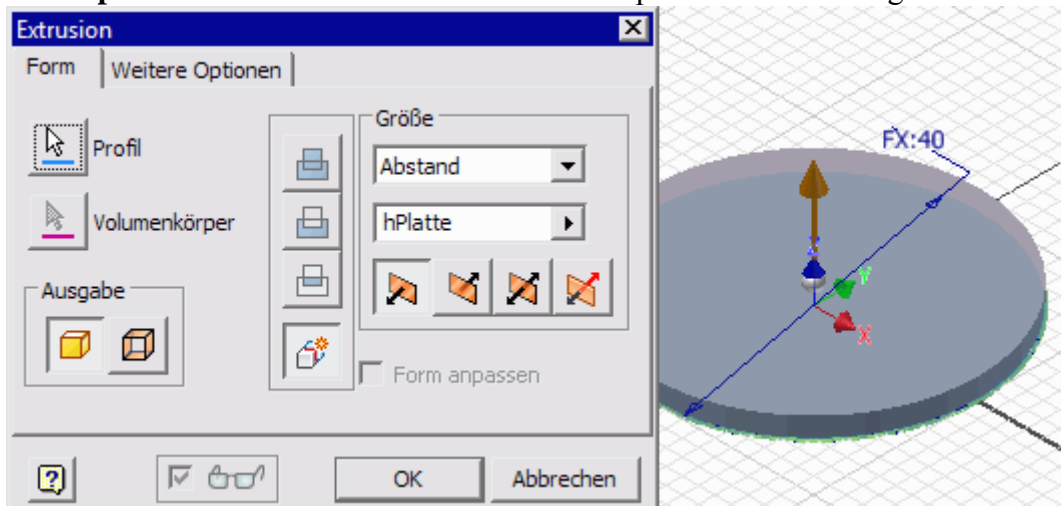 Extrusion
Form
Weitere Optionen
Profil
Volumenkörper
Ausgabe
Größe
Abstand
hPlatte
Form anpassen
OK
Abbrechen
FX:40
Z
Y
X